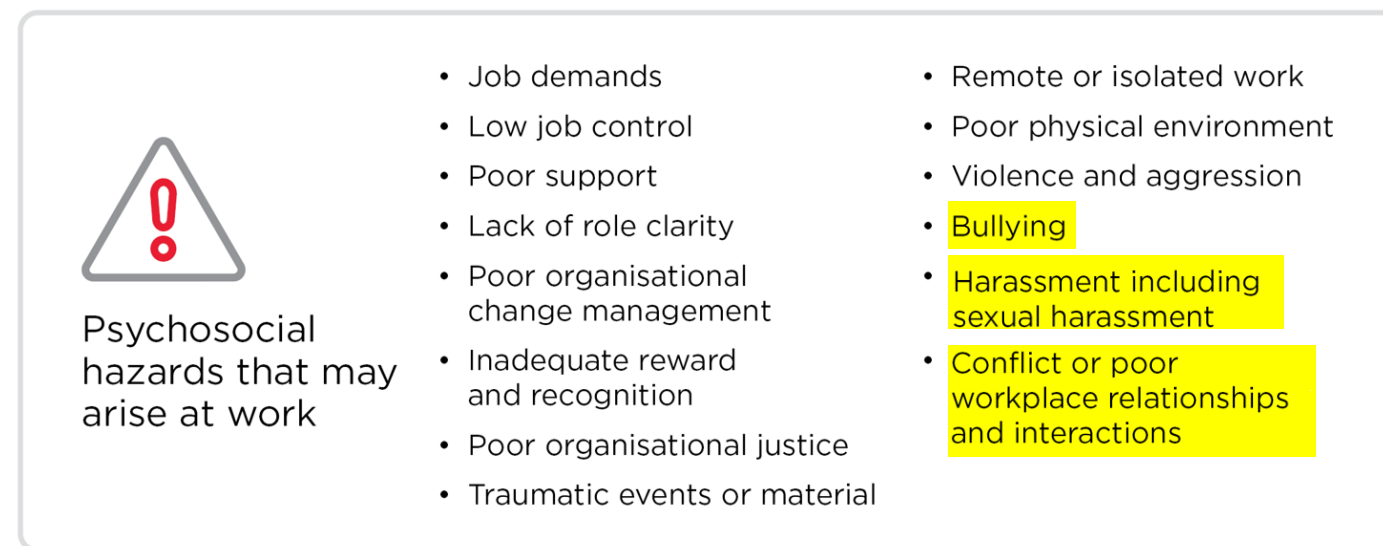 Psychosocial
hazards that may
arise at work
• Job demands
• Low job control
• Poor support
• Lack of role clarity
• Poor organisational
change management
• Inadequate reward
and recognition
• Poor organisational justice
• Traumatic events or material
• Remote or isolated work
• Poor physical environment
• Violence and aggression
• Bullying
• Harassment including
sexual harassment
• Conflict or poor
workplace relationships
and interactions